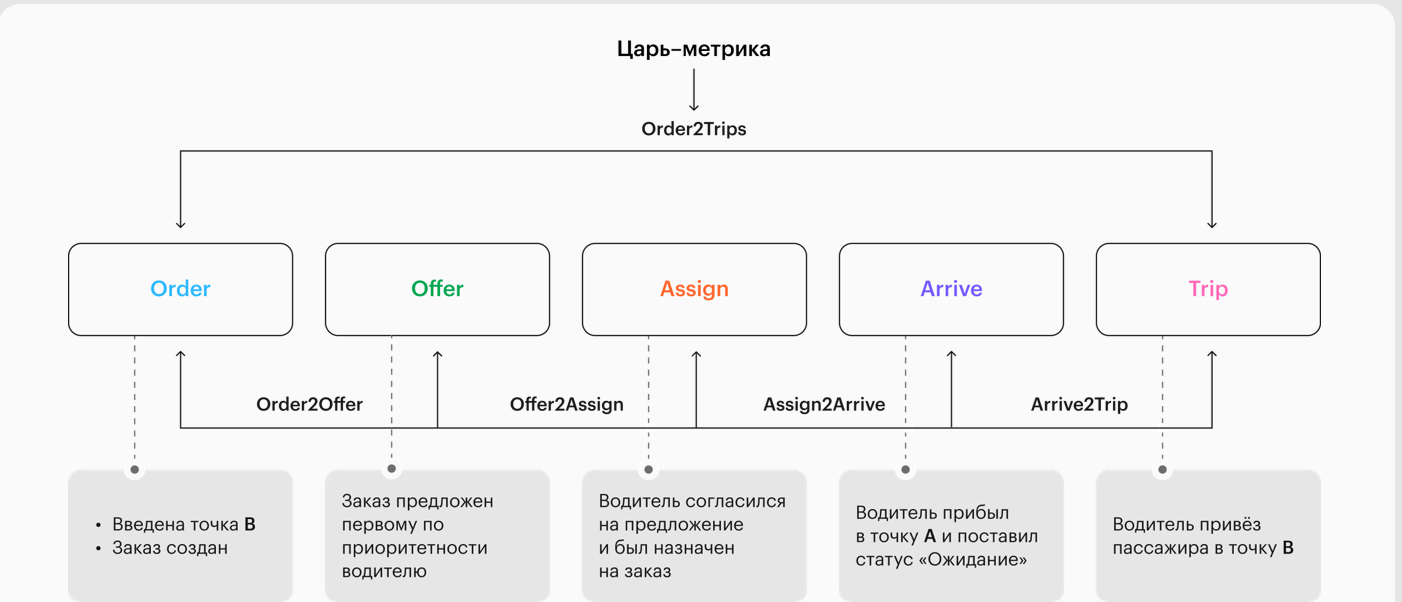 Царь–метрика
Order2Trips
Order
Offer
Assign
Arrive
Trip
Order2Offer
Offer2Assign
Assign2Arrive
Arrive2Trip
• Введена точка B
• Заказ создан
Заказ предложен
первому по
приоритетности
водителю
Водитель согласился
на предложение
и был назначен
на заказ
Водитель прибыл
в точку A и поставил
статус «Ожидание»
Водитель привёз
пассажира в точку B